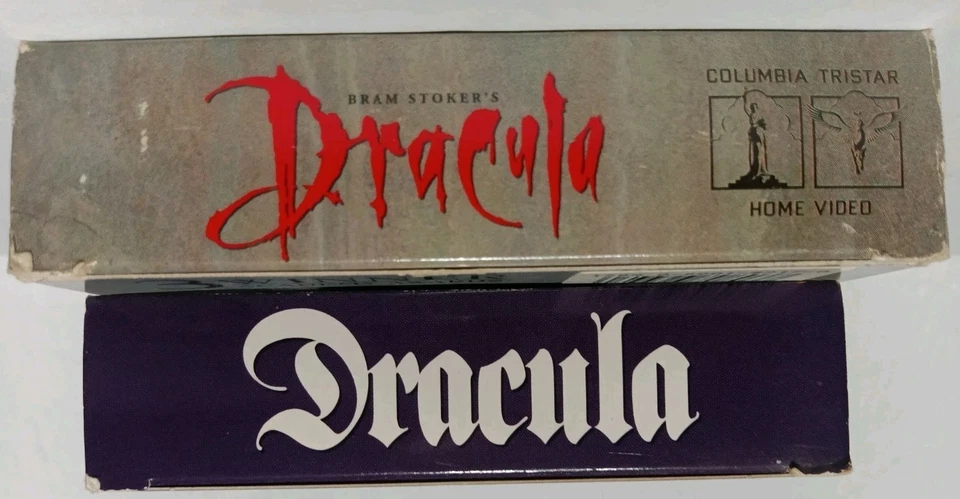 BRAM STOKER'S
Dracula
COLUMBIA TRISTAR
HOME VIDEO
Dracula